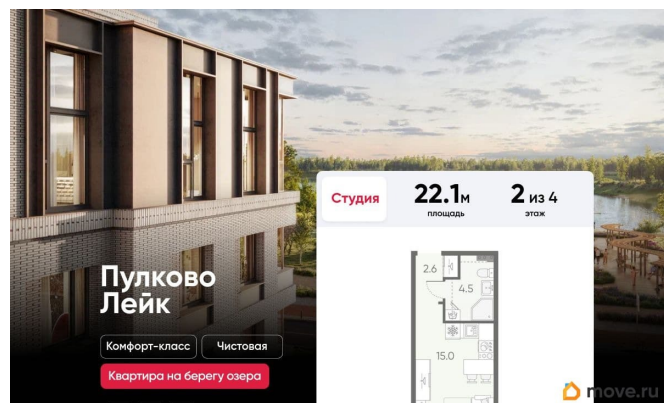 Студия
22.1м
площадь
2 из 4
этаж
Пулково
Лейк
Комфорт-класс
Чистовая
Квартира на берегу озера
2.6
4.5
15.0
move.ru